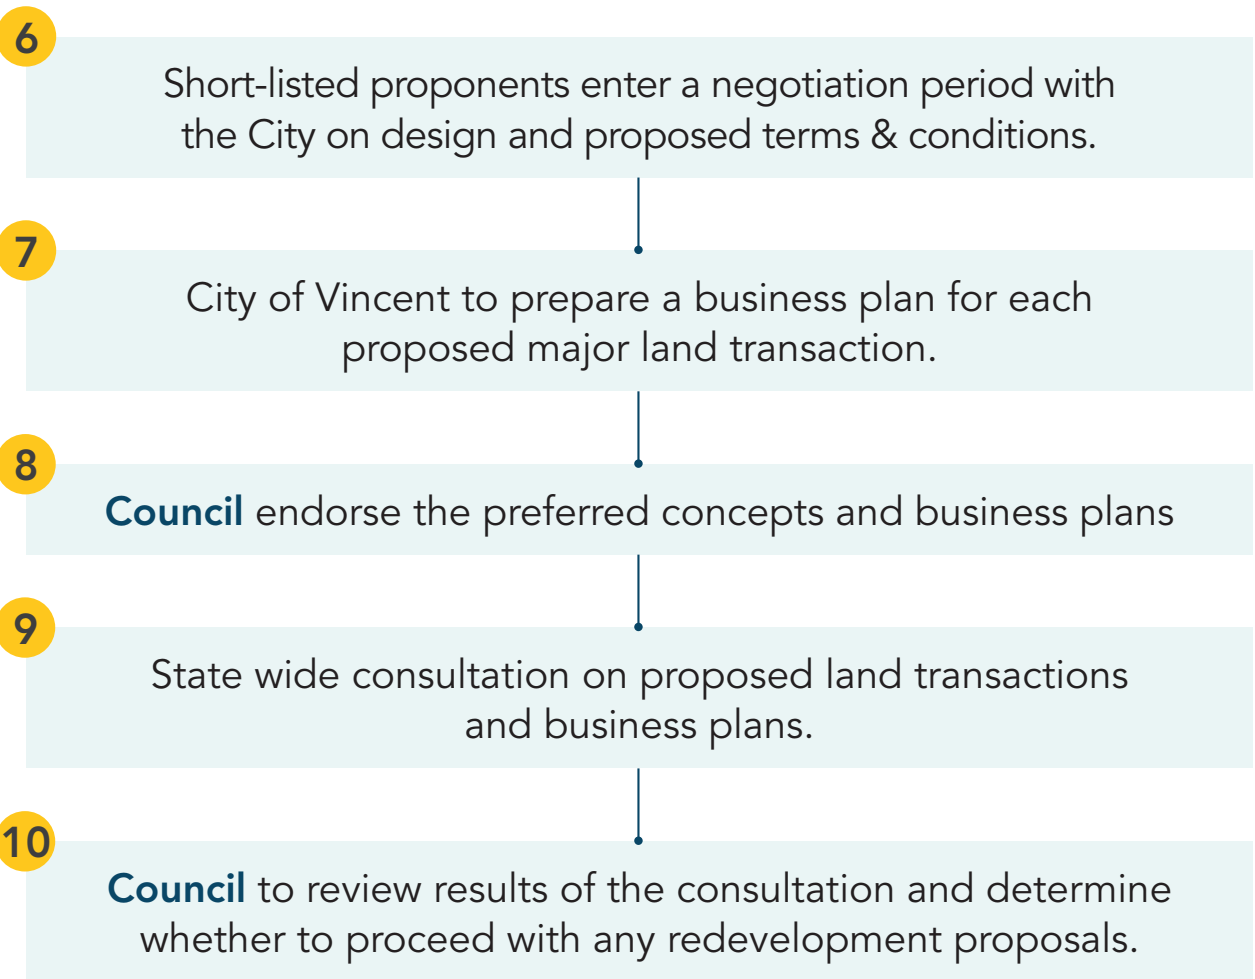 6
Short-listed proponents enter a negotiation period with
the City on design and proposed terms & conditions.
7
City of Vincent to prepare a business plan for each
proposed major land transaction.
8
Council endorse the preferred concepts and business plans
9
State wide consultation on proposed land transactions
and business plans.
10
Council to review results of the consultation and determine
whether to proceed with any redevelopment proposals.